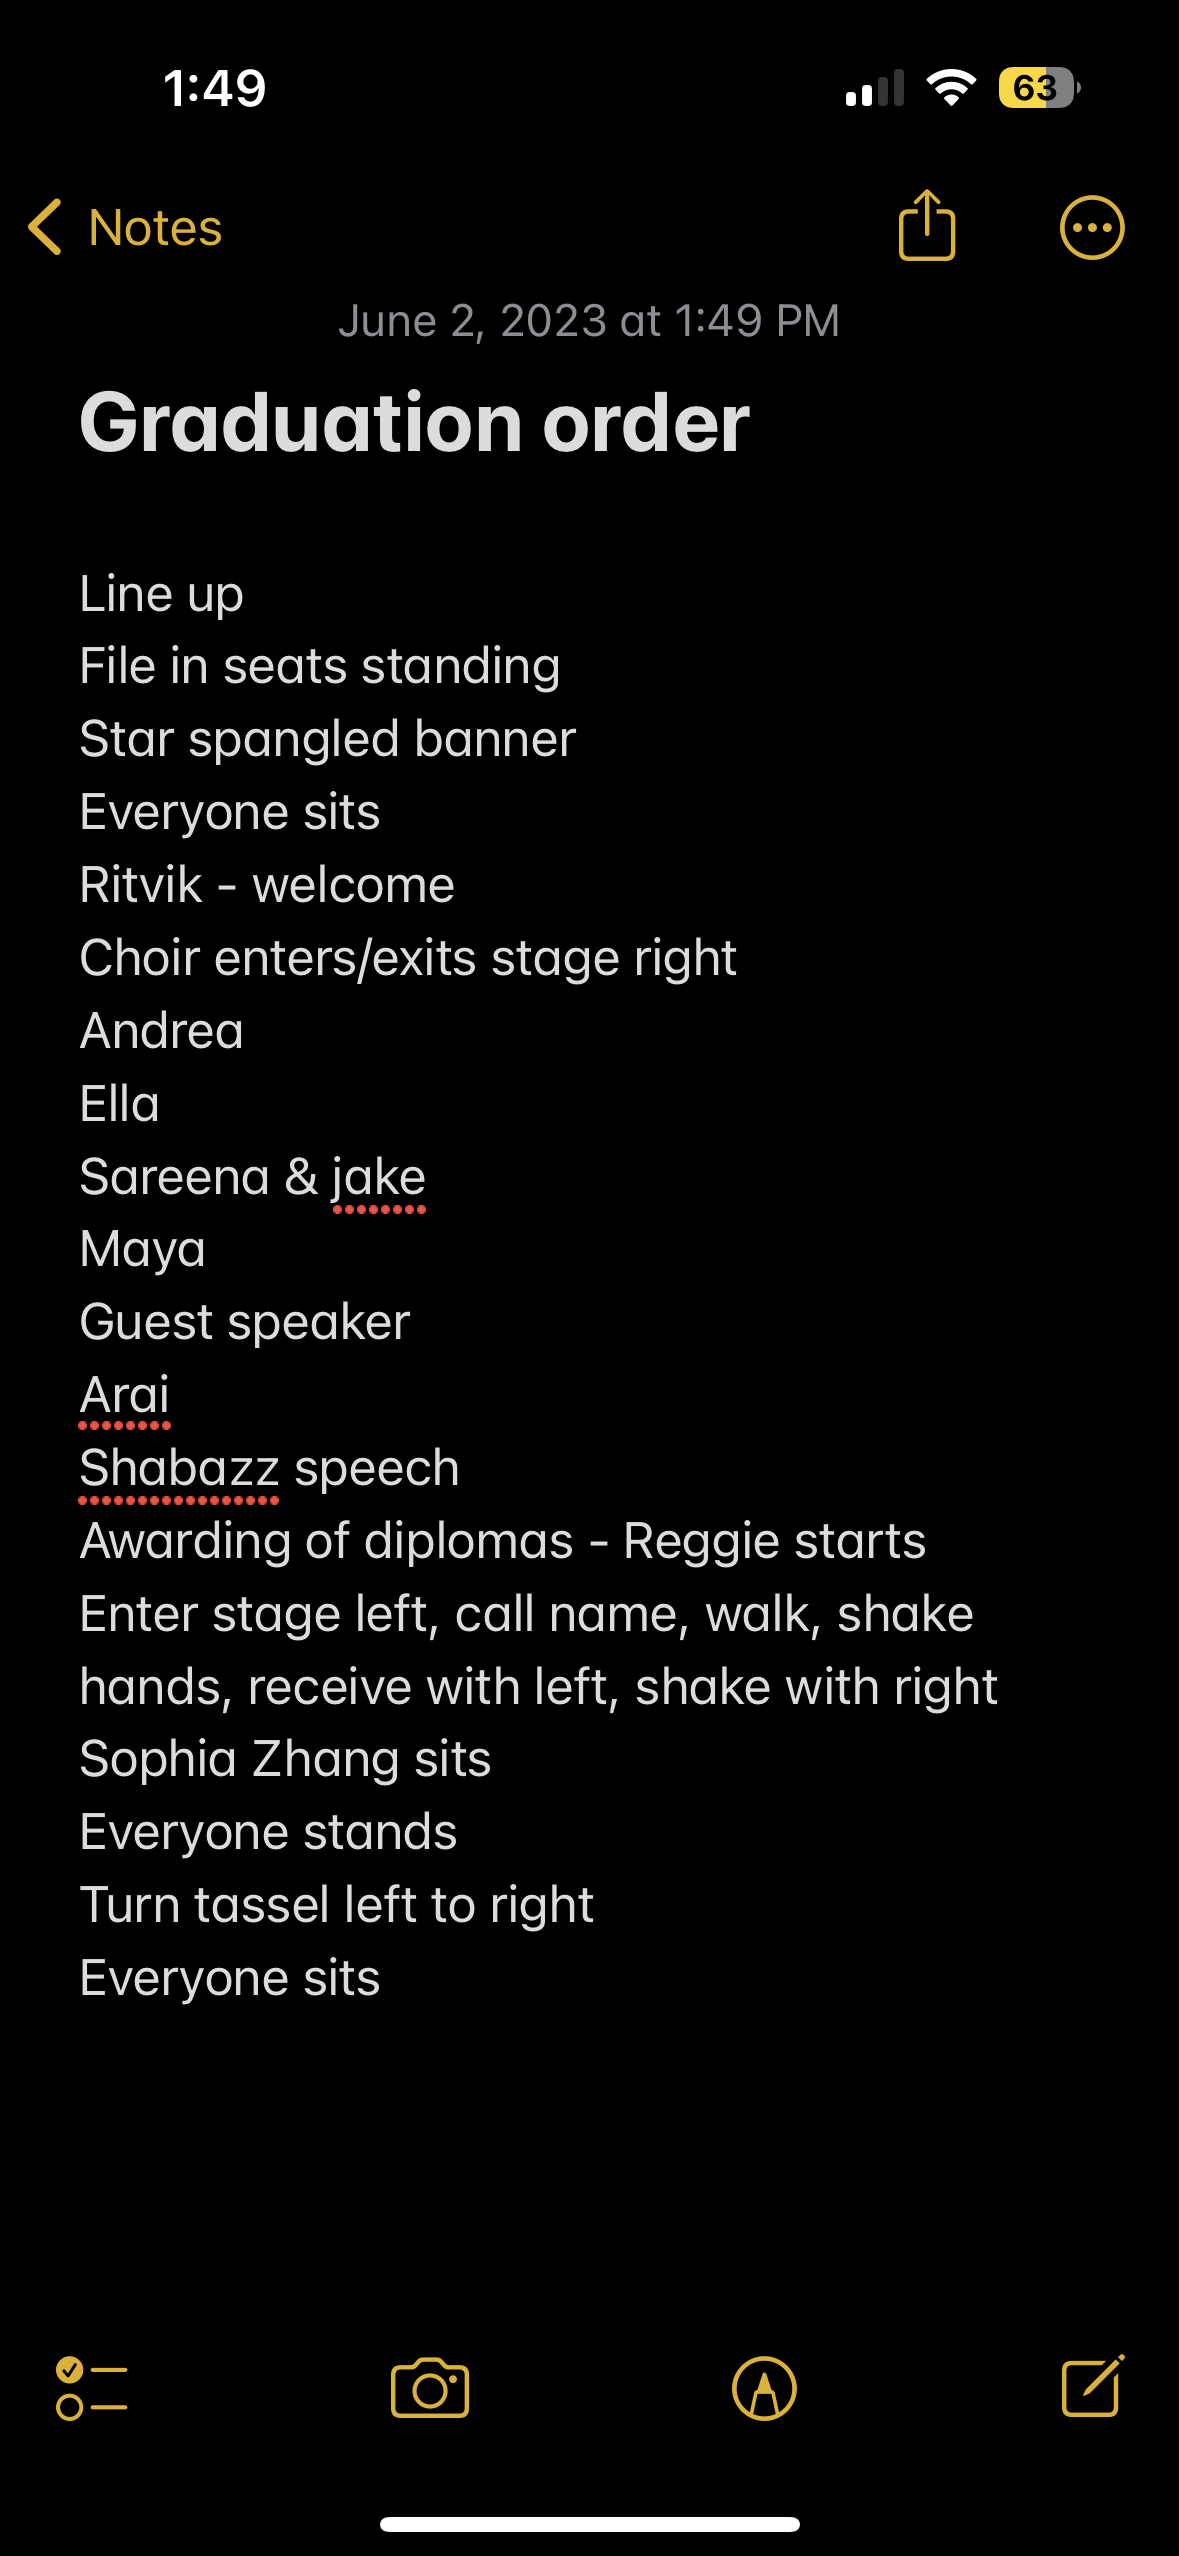 1:49
63
Notes
June 2, 2023 at 1:49 PM
Graduation order
Line up
File in seats standing
Star spangled banner
Everyone sits
Ritvik - welcome
Choir enters/exits stage right
Andrea
Ella
Sareena & jake
Maya
Guest speaker
Arai
Shabazz speech
Awarding of diplomas - Reggie starts
Enter stage left, call name, walk, shake
hands, receive with left, shake with right
Sophia Zhang sits
Everyone stands
Turn tassel left to right
Everyone sits